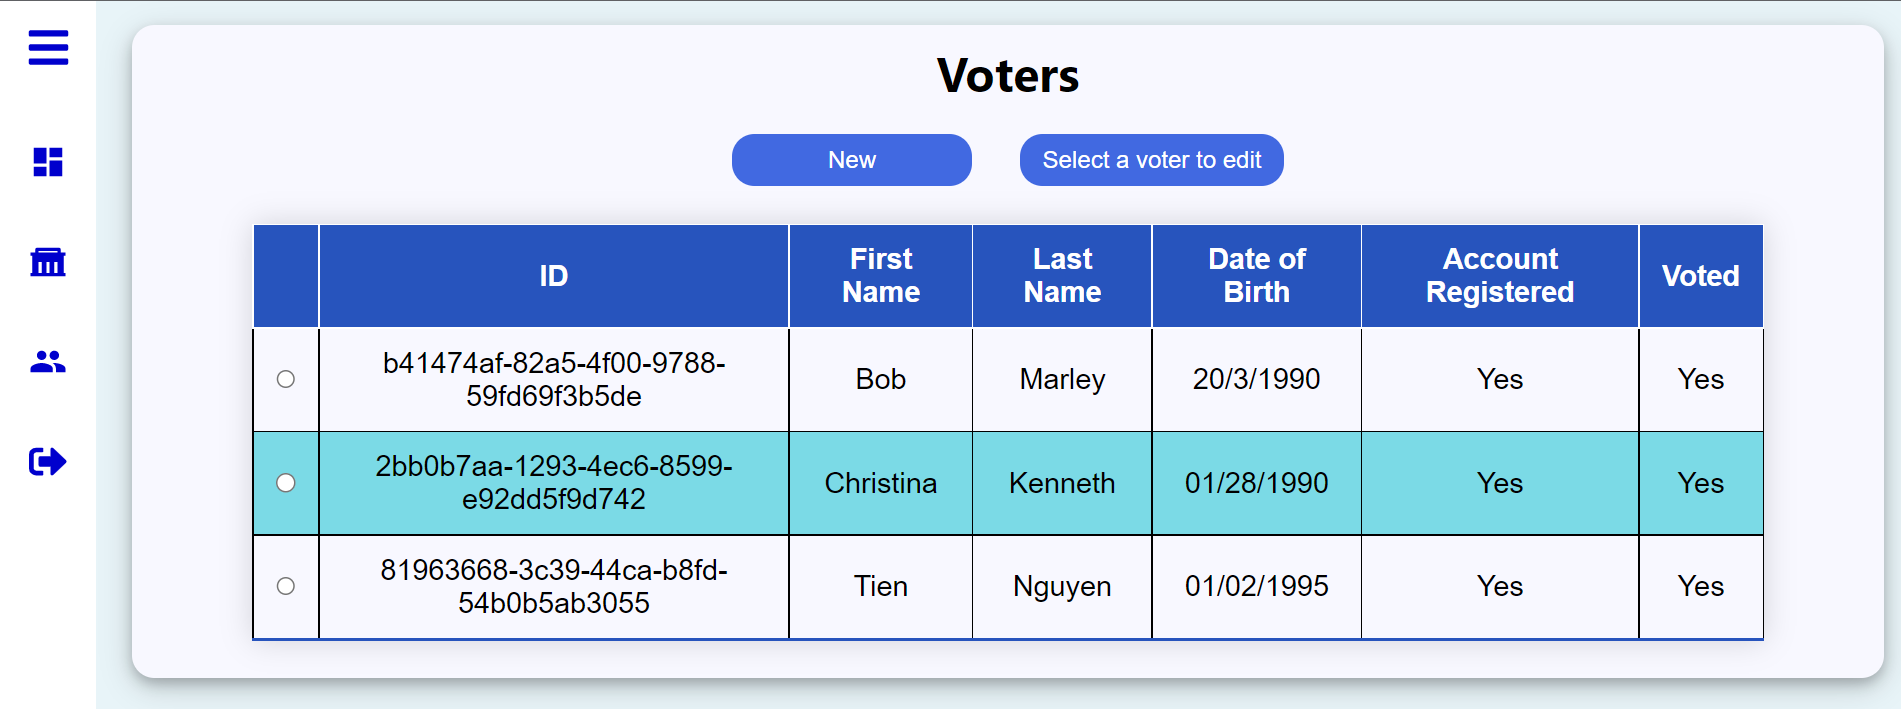 Voters
New
Select a voter to edit
ID
First
Name
Last
Name
Date of
Birth
Account
Registered
Voted
b41474af-82a5-4f00-9788-
59fd69f3b5de
Bob
Marley
20/3/1990
Yes
Yes
2bb0b7aa-1293-4ec6-8599-
e92dd5f9d742
Christina
Kenneth
01/28/1990
Yes
Yes
81963668-3c39-44ca-b8fd-
54b0b5ab3055
Tien
Nguyen
01/02/1995
Yes
Yes